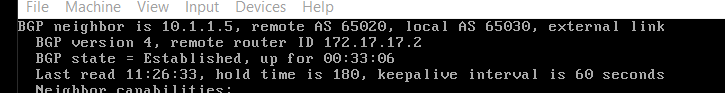 File Machine View Input Devices Help
BGP neighbor is 10.1.1.5, remote AS 65020, local AS 65030, external link
BGP version 4, remote router ID 172.17.17.2
BGP state = Established, up for 00:33:06
Last read 11:26:33, hold time is 180, keepalive interval is 60 seconds
Neighbor capabilities: